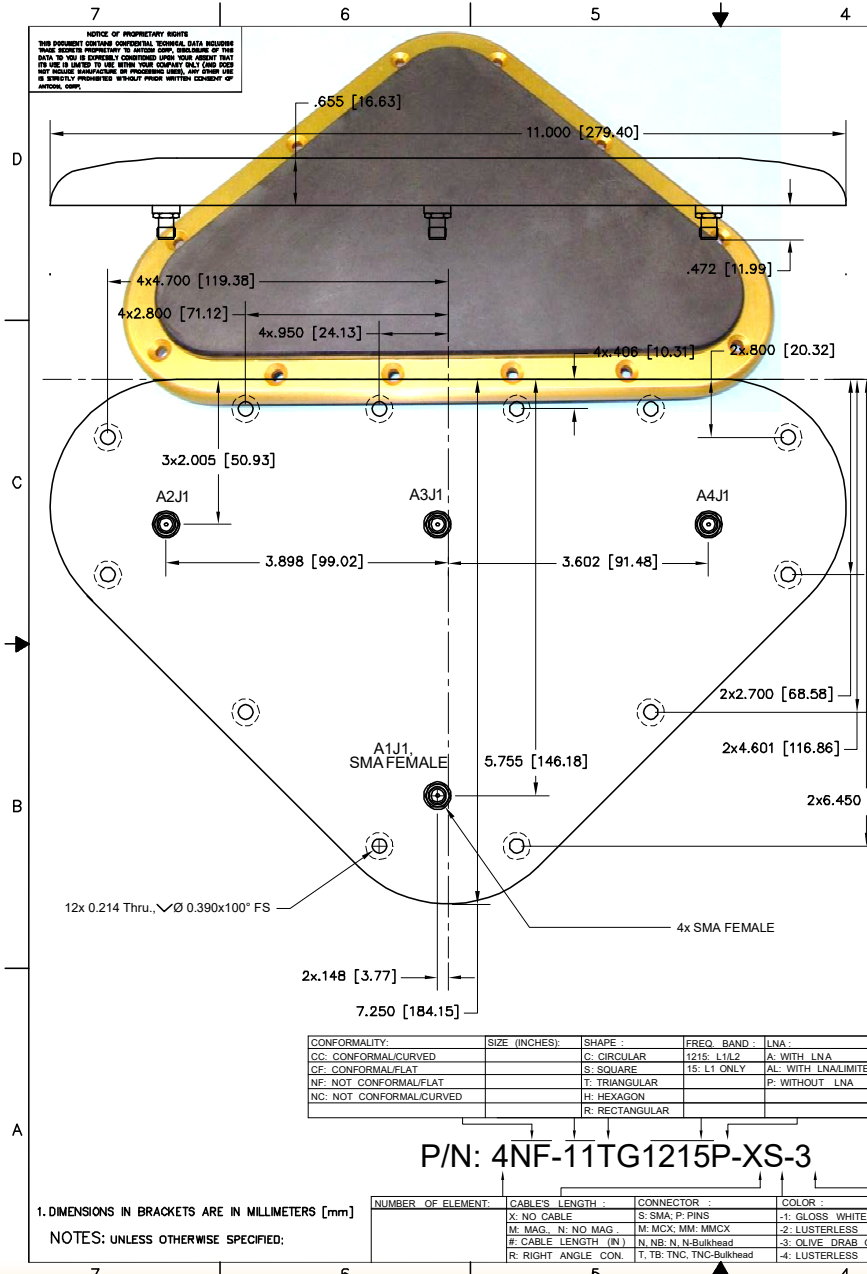 7 6 5 4
NOTICE OF PROPRIETARY RIGHTS
THIS DOCUMENT CONTAINS CONFIDENTIAL TECHNICAL DATA INCLUDING
TRADE SECRETS PROPRIETARY TO ANTCOM CORP. DISCLOSURE OF THIS
DATA TO YOU IS EXPRESSLY CONDITIONED UPON YOUR ASSENT THAT
ITS USE IS LIMITED TO USE WITHIN YOUR COMPANY ONLY (AND DOES
NOT INCLUDE MANUFACTURE OR PROCESSING USES). ANY OTHER USE
IS STRICTLY PROHIBITED WITHOUT PRIOR WRITTEN CONSENT OF
ANTCOM, CORP.
.655 [16.63]
11.000 [279.40]
D
.472 [11.99]
4x4.700 [119.38]
4x2.800 [71.12]
4x.950 [24.13]
4x.406 [10.31]
2x.800 [20.32]
3x2.005 [50.93]
C
A2J1
A3J1
A4J1
3.898 [99.02]
3.602 [91.48]
2x2.700 [68.58]
A1J1,
SMA FEMALE
5.755 [146.18]
2x4.601 [116.86]
B
2x6.450
12x 0.214 Thru., Ø 0.390x100° FS
4x SMA FEMALE
2x.148 [3.77]
7.250 [184.15]
CONFORMALITY: SIZE (INCHES): SHAPE : FREQ. BAND : LNA :
CC: CONFORMAL/CURVED C: CIRCULAR 1215: L1/L2 A: WITH LNA
CF: CONFORMAL/FLAT S: SQUARE 15: L1 ONLY AL: WITH LNA/LIMITE
NF: NOT CONFORMAL/FLAT T: TRIANGULAR P: WITHOUT LNA
NC: NOT CONFORMAL/CURVED H: HEXAGON
R: RECTANGULAR
A
P/N: 4NF-11TG1215P-XS-3
NUMBER OF ELEMENT: CABLE'S LENGTH : CONNECTOR : COLOR :
X: NO CABLE S: SMA; P: PINS -1: GLOSS WHITE
M: MAG., N: NO MAG. M: MCX; MM: MMCX -2: LUSTERLESS
#: CABLE LENGTH (IN) N, NB: N, N-Bulkhead -3: OLIVE DRAB
R: RIGHT ANGLE CON. T, TB: TNC, TNC-Bulkhead -4: LUSTERLESS
1. DIMENSIONS IN BRACKETS ARE IN MILLIMETERS [mm]
NOTES: UNLESS OTHERWISE SPECIFIED;
7 6 5 4